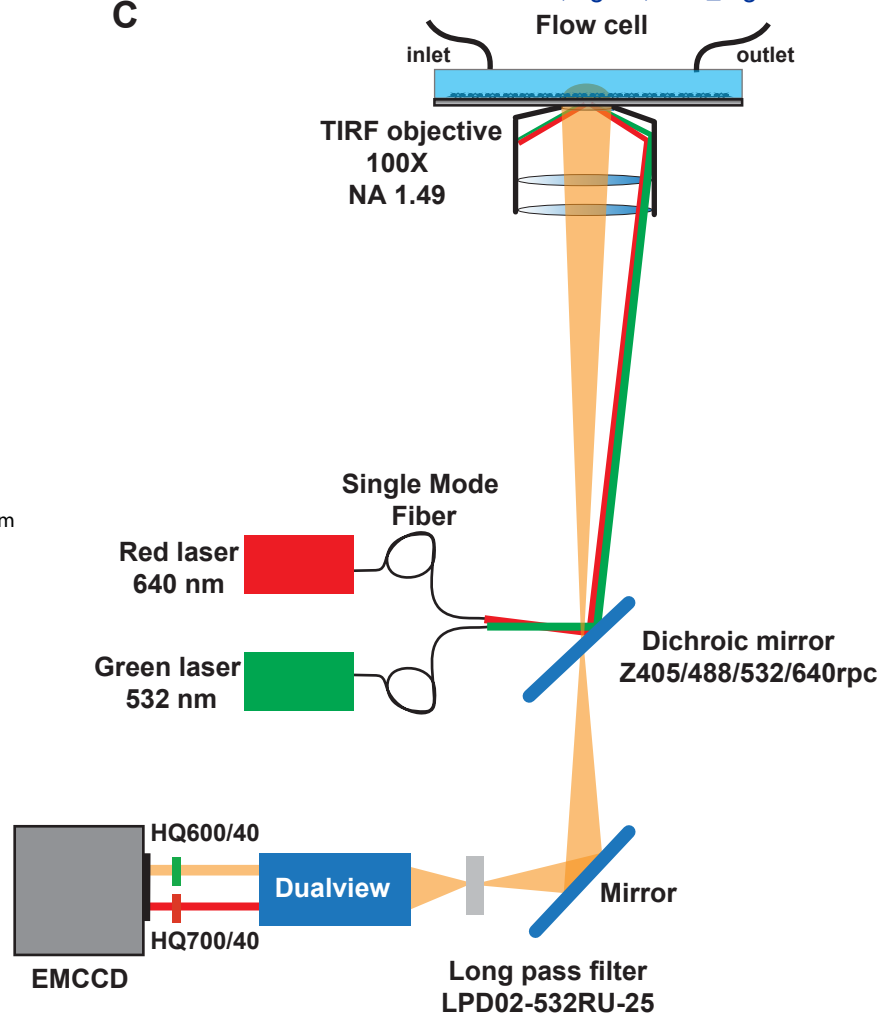 C
Flow cell
inlet
outlet
TIRF objective
100X
NA 1.49
Single Mode
Fiber
m
Red laser
640 nm
Green laser
532 nm
Dichroic mirror
Z405/488/532/640rpc
HQ600/40
Dualview
Mirror
HQ700/40
EMCCD
Long pass filter
LPD02-532RU-25